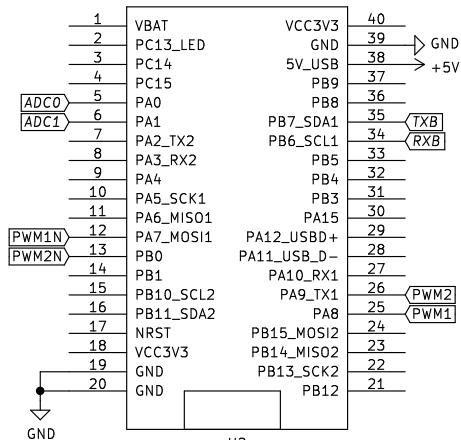 1 VBAT VCC3V3 40
2 PC13_LED GND 39 GND
3 PC14 5V_USB 38 +5V
4 PC15 PB9 37
ADC0 5 PA0 PB8 36
ADC1 6 PA1 PB7_SDA1 35 TXB
7 PA2_TX2 PB6_SCL1 34 RXB
8 PA3_RX2 PB5 33
9 PA4 PB4 32
10 PA5_SCK1 PB3 31
11 PA6_MISO1 PA15 30
PWM1N 12 PA7_MOSI1 PA12_USBD+ 29
PWM2N 13 PB0 PA11_USB_D- 28
14 PB1 PA10_RX1 27
15 PB10_SCL2 PA9_TX1 26 PWM2
16 PB11_SDA2 PA8 25 PWM1
17 NRST PB15_MOSI2 24
18 VCC3V3 PB14_MISO2 23
19 GND PB13_SCK2 22
20 GND PB12 21
GND